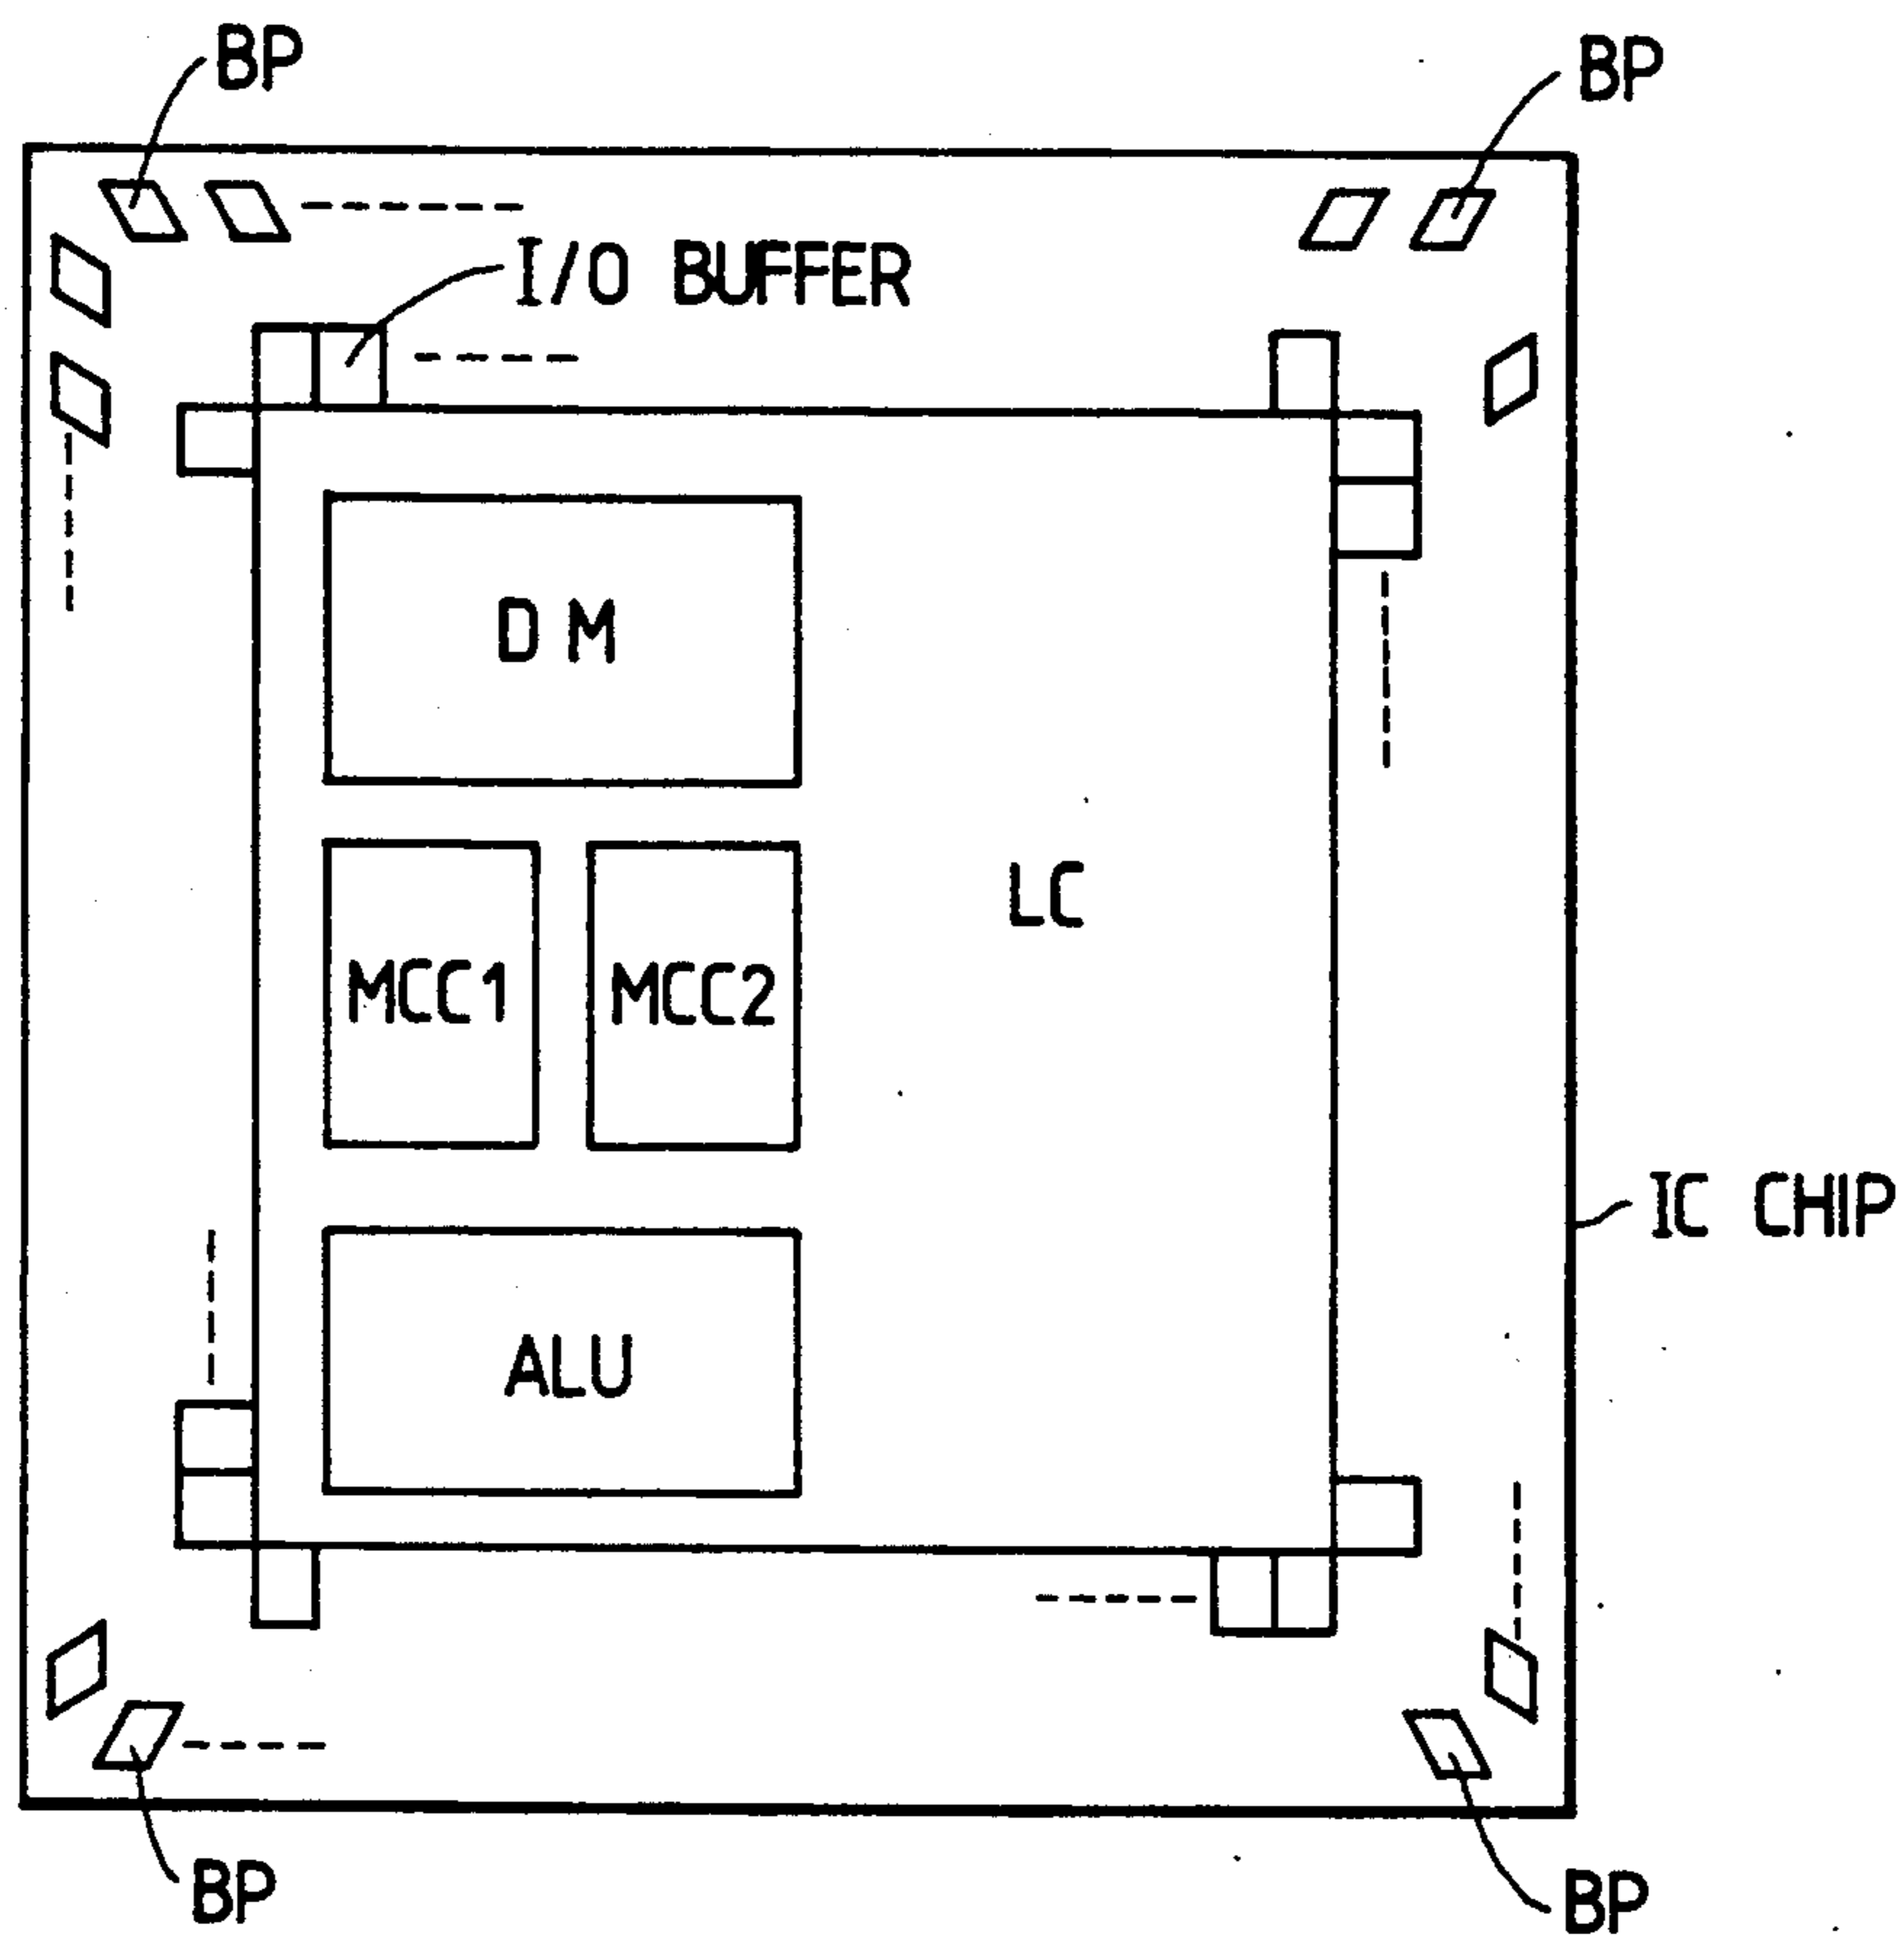 BP
BP
I/O BUFFER
D M
LC
MCC1
MCC2
IC CHIP
ALU
BP
BP